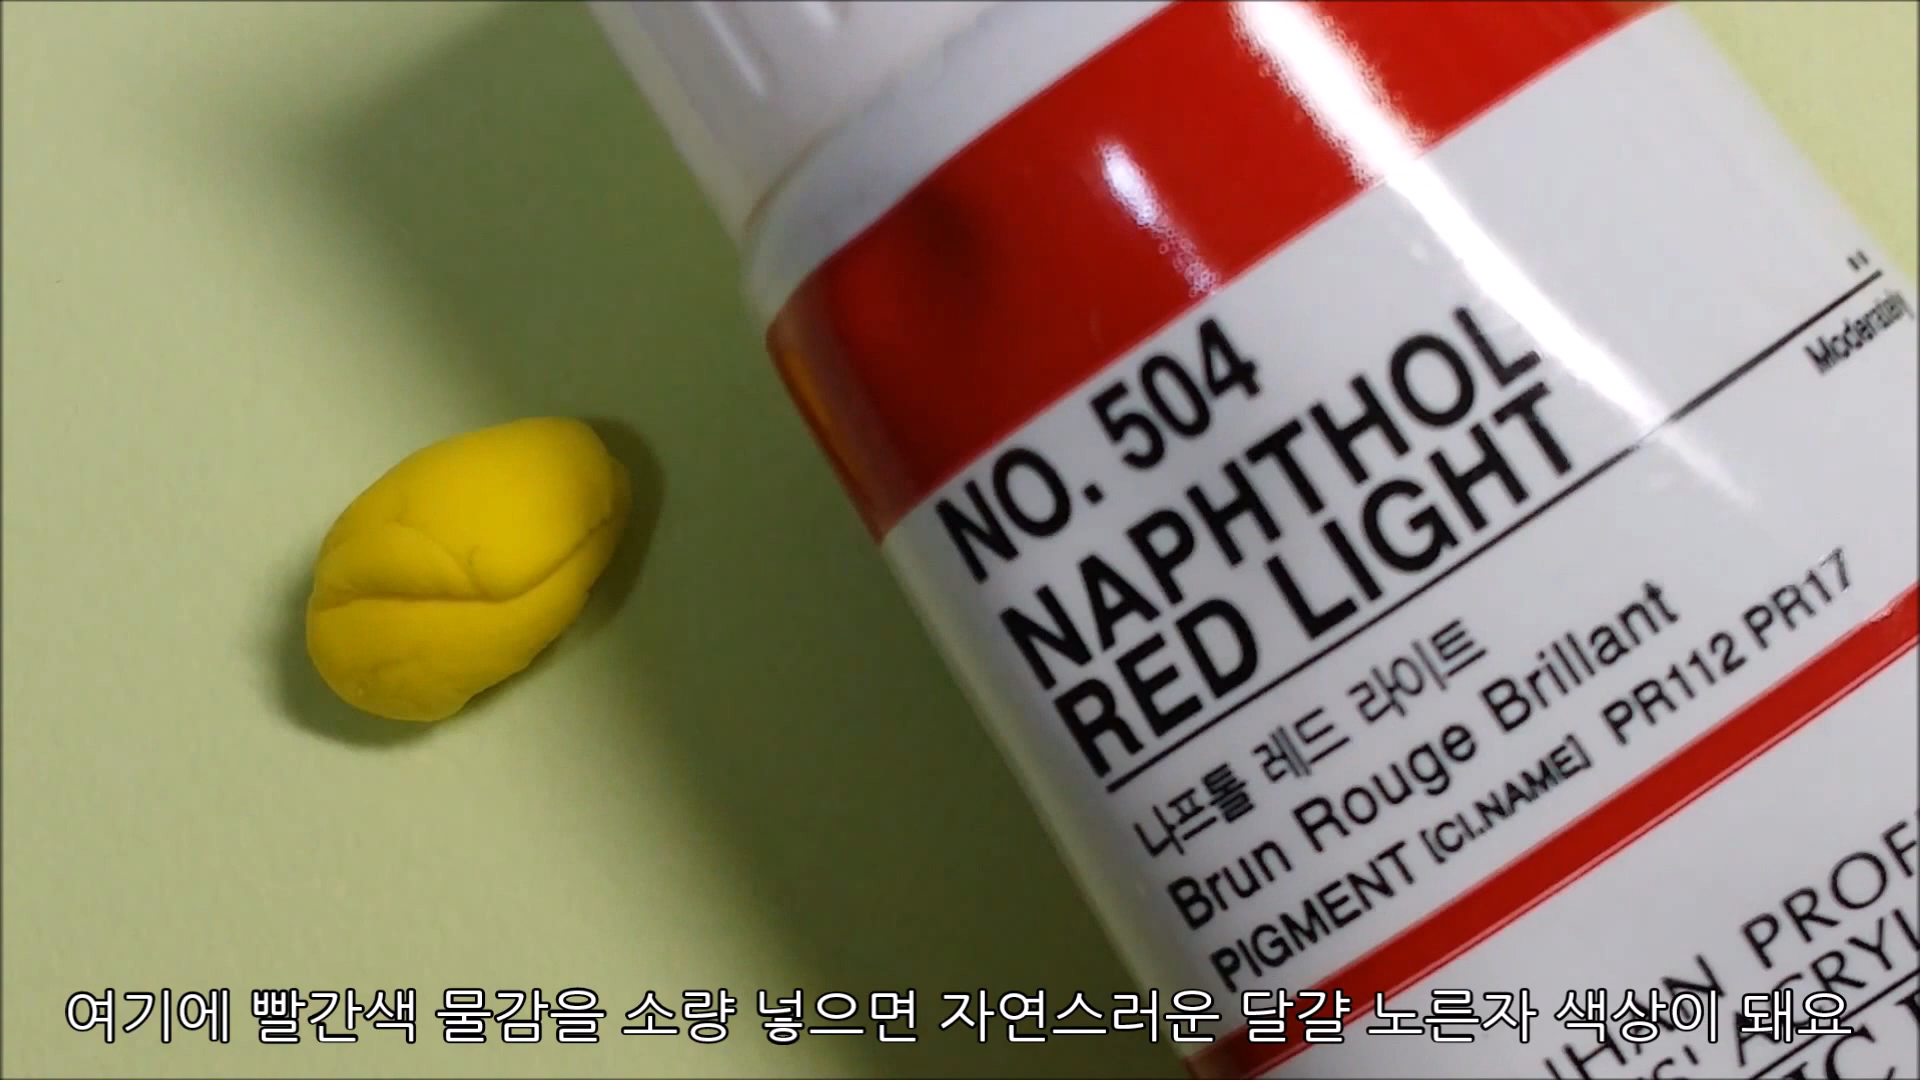 NO. 504
NAPHTHOL
RED LIGHT
Moderately
나프톨 레드 라이트
Brun Rouge Brillant
PIGMENT [CI.NAME] PR112 PR17
여기에 빨간색 물감을 소량 넣으면 자연스러운 달걀 노른자 색상이 돼요